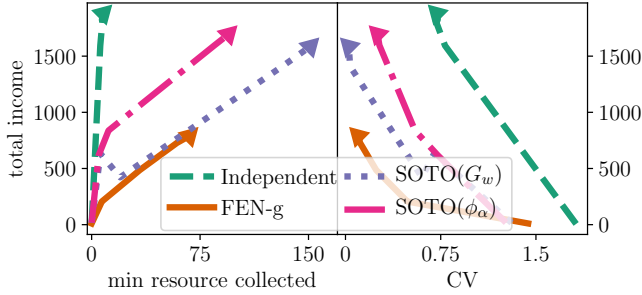 total income
1500
1000
500
0
0
75
150
min resource collected
0
0.75
1.5
CV
1500
1000
500
0
Independent
FEN-g
SOTO(G_w)
SOTO(ϕ_α)